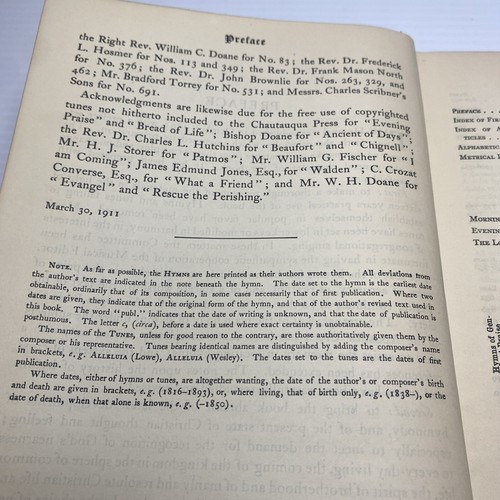 Preface
the Right Rev. William C. Doane for No. 83; the Rev. Dr. Frederick
L. Hosmer for Nos. 113 and 349; the Rev. Dr. Frank Mason North
for No. 376; the Rev. Dr. John Brownlie for Nos. 263, 329, and
462; Mr. Bradford Torrey for No. 531; and Messrs. Charles Scribner's
Sons for No. 691.
Acknowledgments are likewise due for the free use of copyrighted
tunes not hitherto included to the Chautauqua Press for "Evening
Praise" and "Bread of Life"; Bishop Doane for "Ancient of Days";
the Rev. Dr. Charles L. Hutchins for "Beaufort" and "Chignell";
Mr. H. J. Storer for "Patmos"; Mr. William G. Fischer for "I
am Coming"; James Edmund Jones, Esq., for "Walden"; C. Crozat
Converse, Esq., for "What a Friend"; and Mr. W. H. Doane for
"Evangel" and "Rescue the Perishing."
March 30, 1911
NOTE. As far as possible, the HYMNS are here printed as their authors wrote them. All deviations from
the author's text are indicated in the note beneath the hymn. The date set to the hymn is the earliest date
obtainable, ordinarily that of its composition, in some cases necessarily that of first publication. Where two
dates are given, they indicate that of the original form of the hymn, and that of the author's revised text used in
this book. The word "publ." indicates that the date of writing is unknown, and that the date of publication is
posthumous. The letter c, (circa), before a date is used where exact certainty is unobtainable.
The names of the TUNES, unless for good reason to the contrary, are those authoritatively given them by the
composer or his representative. Tunes bearing identical names are distinguished by adding the composer's name
in brackets, e. g. ALLELUIA (Lowe), ALLELUIA (Wesley). The dates set to the tunes are the dates of first
publication.
Where dates, either of hymns or tunes, are altogether wanting, the date of the author's or composer's birth
and death are given in brackets, e. g. (1816–1893), or, where living, that of birth only, e. g. (1838–), or the
date of death, when that alone is known, e. g. (–1850).
PREFACE . .
INDEX OF FIR
INDEX OF A
TICLES .
ALPHABETIC
METRICAL I
MORNIN
EVENING
THE LO
Hymns of Gen-